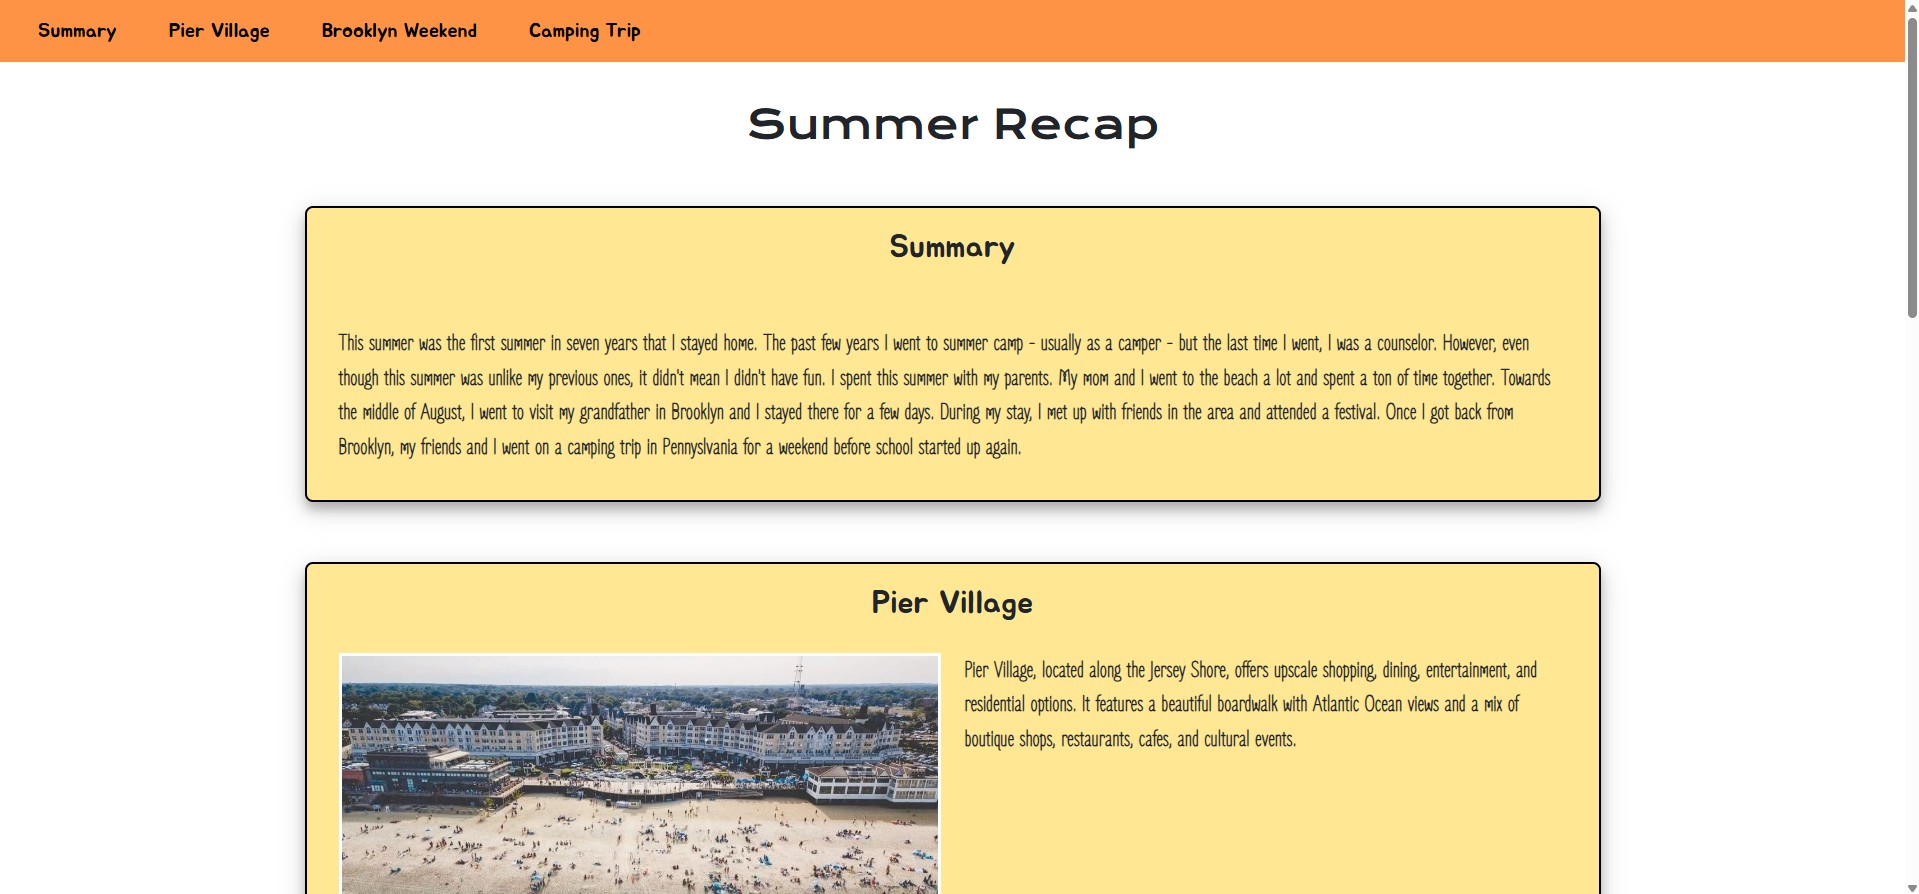 Summary Pier Village Brooklyn Weekend Camping Trip
Summer Recap
Summary
This summer was the first summer in seven years that I stayed home. The past few years I went to summer camp - usually as a camper - but the last time I went, I was a counselor. However, even
though this summer was unlike my previous ones, it didn't mean I didn't have fun. I spent this summer with my parents. My mom and I went to the beach a lot and spent a ton of time together. Towards
the middle of August, I went to visit my grandfather in Brooklyn and I stayed there for a few days. During my stay, I met up with friends in the area and attended a festival. Once I got back from
Brooklyn, my friends and I went on a camping trip in Pennyslvania for a weekend before school started up again.
Pier Village
Pier Village, located along the Jersey Shore, offers upscale shopping, dining, entertainment, and
residential options. It features a beautiful boardwalk with Atlantic Ocean views and a mix of
boutique shops, restaurants, cafes, and cultural events.